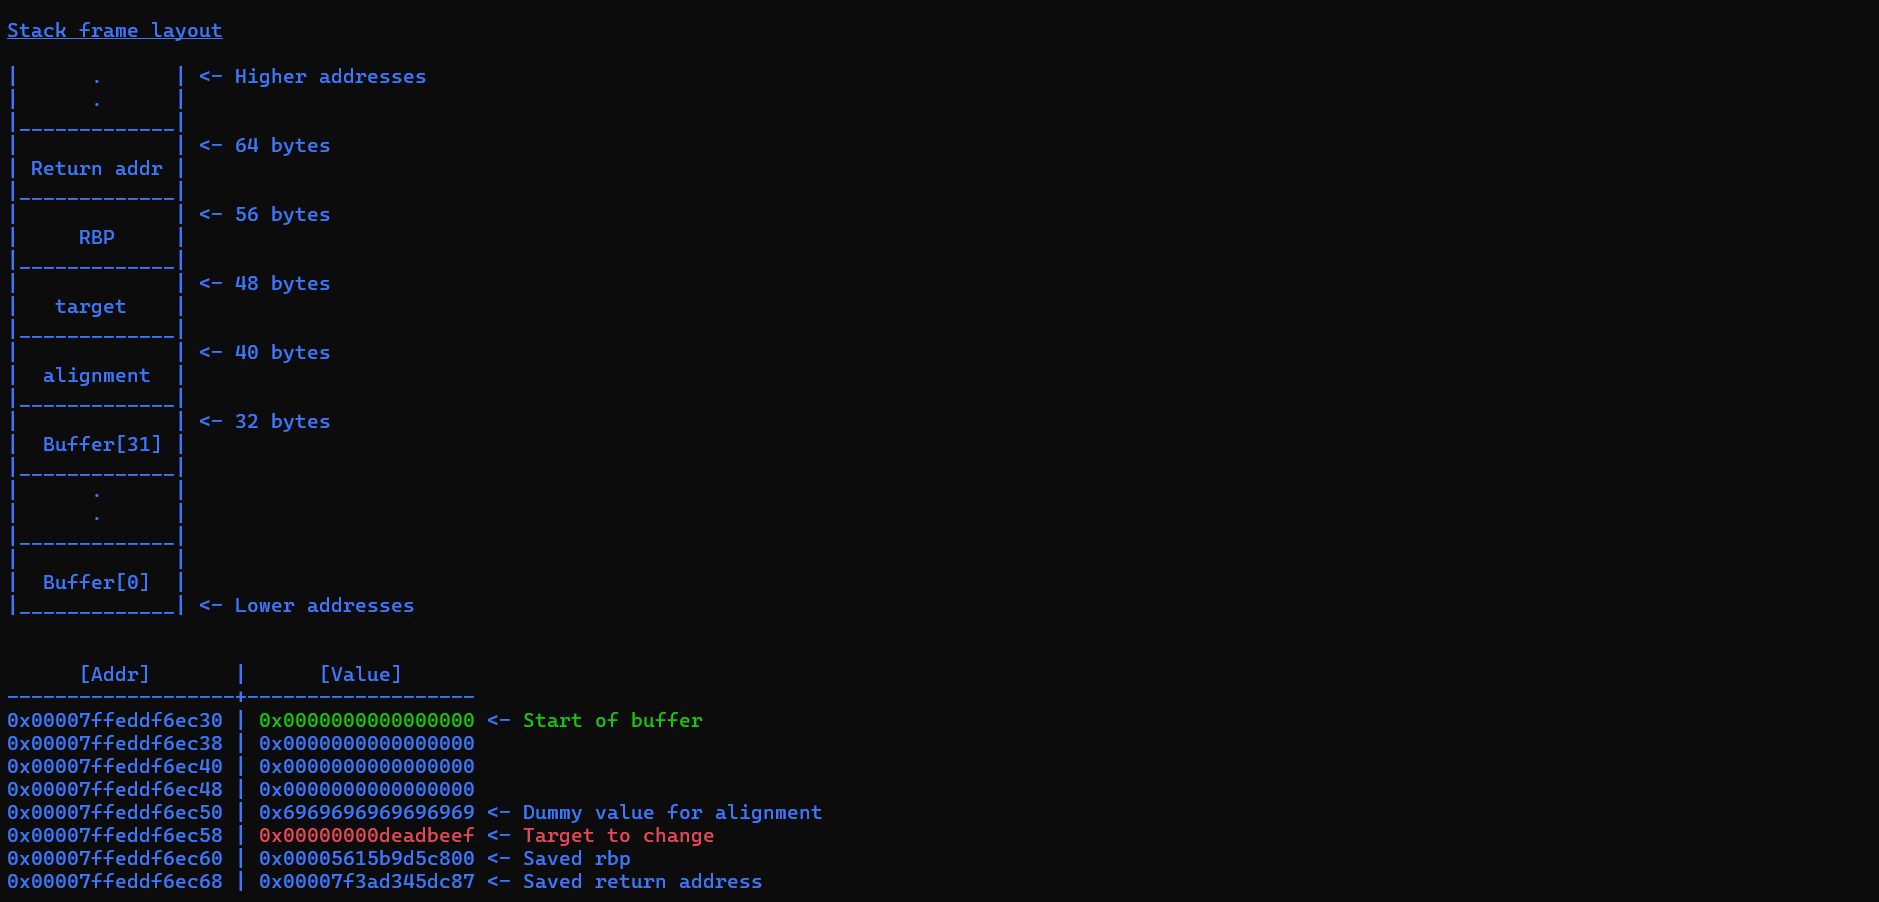 Stack frame layout
|      .      | <- Higher addresses
|      .      |
|_____________|
|             | <- 64 bytes
| Return addr |
|_____________|
|             | <- 56 bytes
|     RBP     |
|_____________|
|             | <- 48 bytes
|   target    |
|_____________|
|             | <- 40 bytes
|  alignment  |
|_____________|
|             | <- 32 bytes
|  Buffer[31] |
|_____________|
|      .      |
|      .      |
|_____________|
|             |
|  Buffer[0]  |
|_____________| <- Lower addresses
      [Addr]       |      [Value]
-------------------+-------------------
0x00007ffeddf6ec30 | 0x0000000000000000 <- Start of buffer
0x00007ffeddf6ec38 | 0x0000000000000000
0x00007ffeddf6ec40 | 0x0000000000000000
0x00007ffeddf6ec48 | 0x0000000000000000
0x00007ffeddf6ec50 | 0x6969696969696969 <- Dummy value for alignment
0x00007ffeddf6ec58 | 0x00000000deadbeef <- Target to change
0x00007ffeddf6ec60 | 0x00005615b9d5c800 <- Saved rbp
0x00007ffeddf6ec68 | 0x00007f3ad345dc87 <- Saved return address